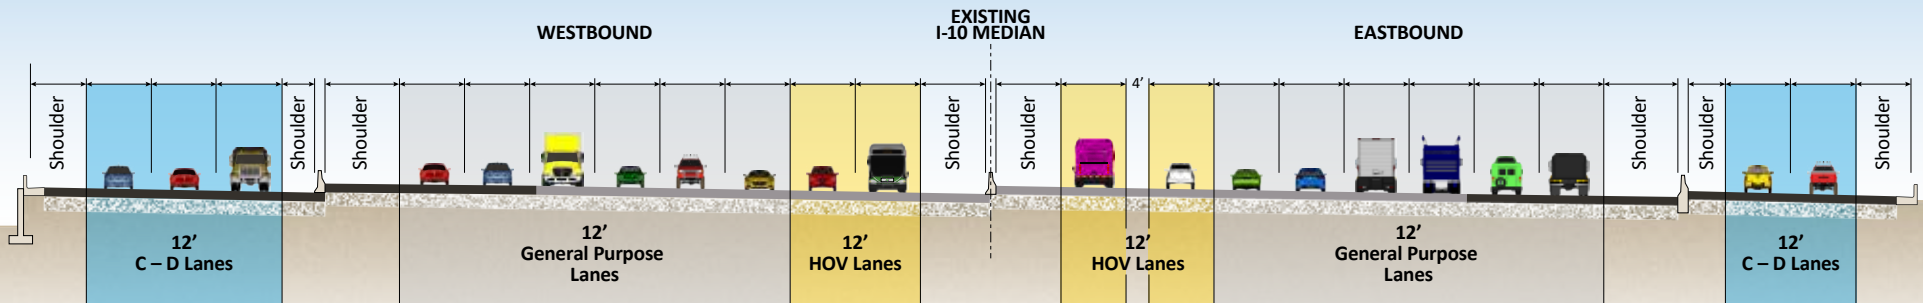 WESTBOUND
EXISTING
I-10 MEDIAN
EASTBOUND
Shoulder
Shoulder
Shoulder
Shoulder
Shoulder
4’
Shoulder
Shoulder
Shoulder
12’
C – D Lanes
12’
General Purpose
Lanes
12’
HOV Lanes
12’
HOV Lanes
12’
General Purpose
Lanes
12’
C – D Lanes